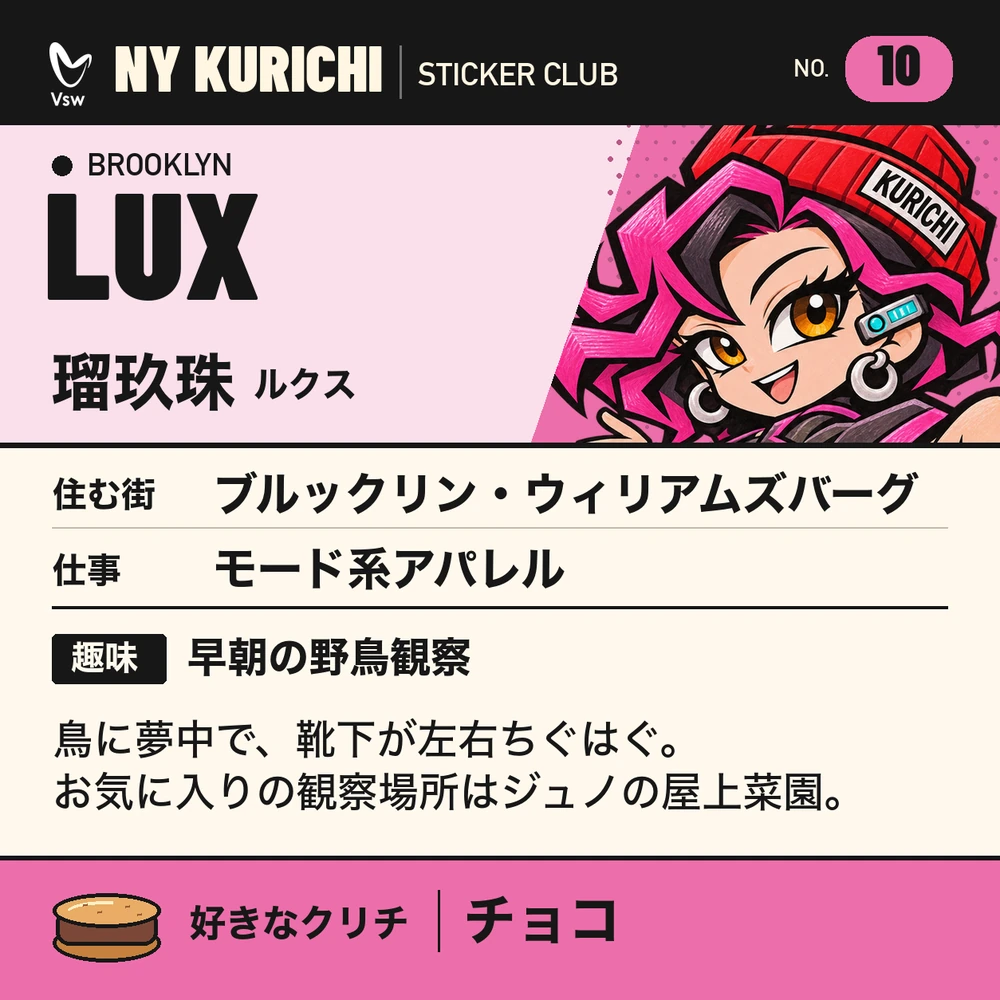 Vsw
NY KURICHI
STICKER CLUB
NO. 10
BROOKLYN
LUX
瑠玖珠 ルクス
KURICHI
住む街 ブルックリン・ウィリアムズバーグ
仕事 モード系アパレル
趣味 早朝の野鳥観察
鳥に夢中で、靴下が左右ちぐはぐ。
お気に入りの観察場所はジュノの屋上菜園。
好きなクリチ チョコ